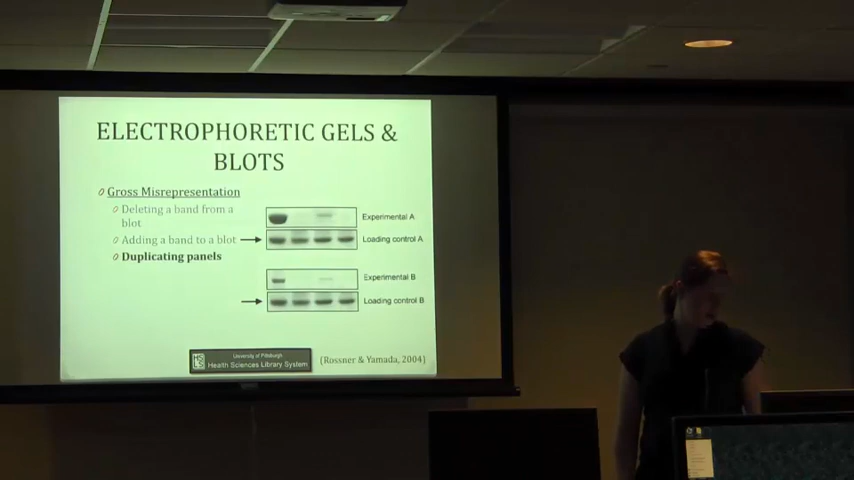 ELECTROPHORETIC GELS &
BLOTS
Gross Misrepresentation
Deleting a band from a
blot
Adding a band to a blot
Duplicating panels
Experimental A
Loading control A
Experimental B
Loading control B
University of Pittsburgh
Health Sciences Library System
(Rossner & Yamada, 2004)